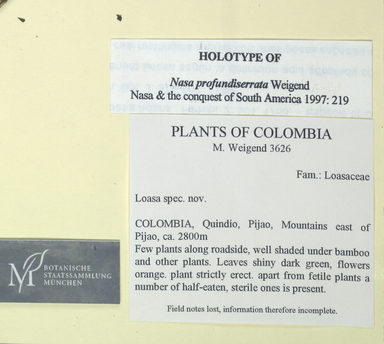 HOLOTYPE OF
Nasa profundiserrata Weigend
Nasa & the conquest of South America 1997: 219
PLANTS OF COLOMBIA
M. Weigend 3626
Fam.: Loasaceae
Loasa spec. nov.
COLOMBIA, Quindío, Pijao, Mountains east of
Pijao, ca. 2800m
Few plants along roadside, well shaded under bamboo
and other plants. Leaves shiny dark green, flowers
orange. plant strictly erect. apart from fetile plants a
number of half-eaten, sterile ones is present.
Field notes lost, information therefore incomplete.
BOTANISCHE
STAATSSAMMLUNG
MÜNCHEN